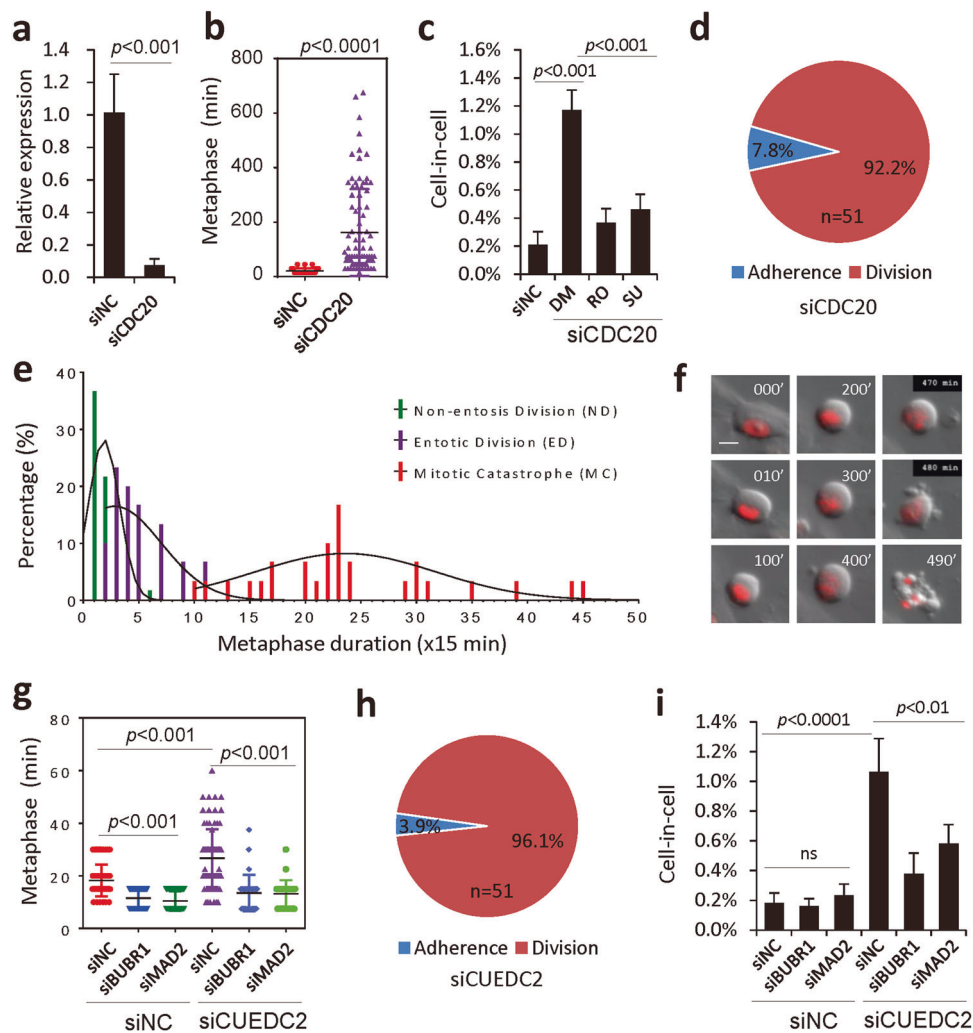 a
p<0.001
Relative expression
1.4
1.2
1.0
0.8
0.6
0.4
0.2
0.0
siNC
siCDC20
b
p<0.0001
Metaphase (min)
800
600
400
200
0
siNC
siCDC20
c
p<0.001
p<0.001
Cell-in-cell
1.6%
1.4%
1.2%
1.0%
0.8%
0.6%
0.4%
0.2%
0.0%
siNC
DM
RO
SU
siCDC20
d
7.8%
92.2%
n=51
Adherence
Division
siCDC20
e
Percentage (%)
40
30
20
10
0
Non-entosis Division (ND)
Entotic Division (ED)
Mitotic Catastrophe (MC)
0 5 10 15 20 25 30 35 40 45 50
Metaphase duration (x15 min)
f
000′
200′
470 min
010′
300′
480 min
100′
400′
490′
g
Metaphase (min)
80
60
40
20
0
p<0.001
p<0.001
p<0.001
siNC
siBUBR1
siMAD2
siNC
siBUBR1
siMAD2
siNC
siCUEDC2
h
3.9%
96.1%
n=51
Adherence
Division
siCUEDC2
i
Cell-in-cell
1.4%
1.2%
1.0%
0.8%
0.6%
0.4%
0.2%
0.0%
p<0.0001
p<0.01
ns
siNC
siBUBR1
siMAD2
siNC
siBUBR1
siMAD2
siNC
siCUEDC2